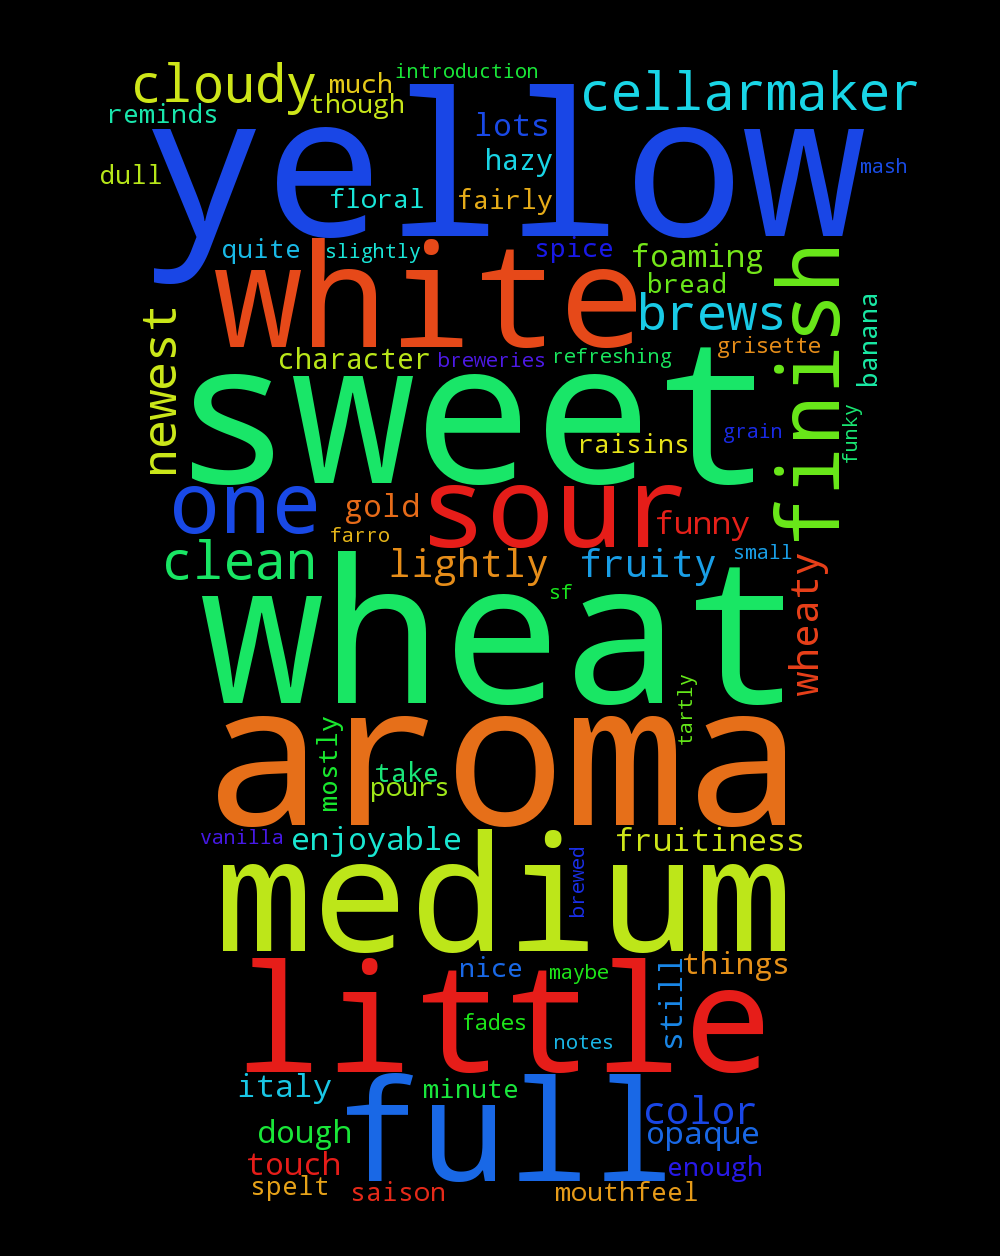 introduction
cloudy
much
cellarmaker
though
reminds
yellow
lots
hazy
mash
dull
floral
fairly
quite
slightly
spice
foaming
white
bread
finish
brews
newest
banana
character
breweries
refreshing
grisette
sweet
raisins
grain
funky
one
gold
sour
funny
farro
clean
lightly
fruity
small
wheaty
sf
wheat
tartly
aroma
mostly
take
pours
vanilla
enjoyable
fruitiness
medium
brewed
little
nice
maybe
still
things
fades
notes
italy
full
minute
color
dough
opaque
touch
enough
spelt
saison
mouthfeel